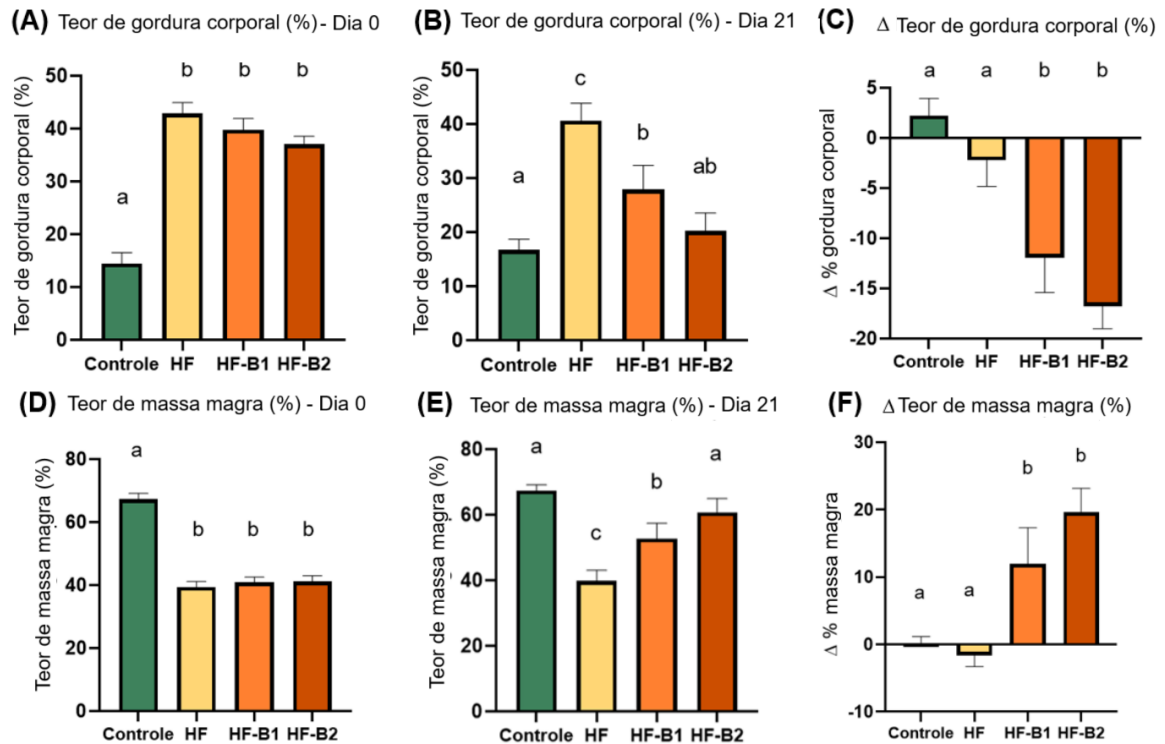 (A) Teor de gordura corporal (%) - Dia 0
Teor de gordura corporal (%)
50
40
30
20
10
0
a
b
b
b
Controle HF HF-B1 HF-B2
(B) Teor de gordura corporal (%) - Dia 21
Teor de gordura corporal (%)
50
40
30
20
10
0
a
c
b
ab
Controle HF HF-B1 HF-B2
(C) Δ Teor de gordura corporal (%)
Δ % gordura corporal
5
0
-5
-10
-15
-20
a
a
b
b
Controle HF HF-B1 HF-B2
(D) Teor de massa magra (%) - Dia 0
Teor de massa magra (%)
80
60
40
20
0
a
b
b
b
Controle HF HF-B1 HF-B2
(E) Teor de massa magra (%) - Dia 21
Teor de massa magra (%)
80
60
40
20
0
a
c
b
a
Controle HF HF-B1 HF-B2
(F) Δ Teor de massa magra (%)
Δ % massa magra
30
20
10
0
-10
a
a
b
b
Controle HF HF-B1 HF-B2